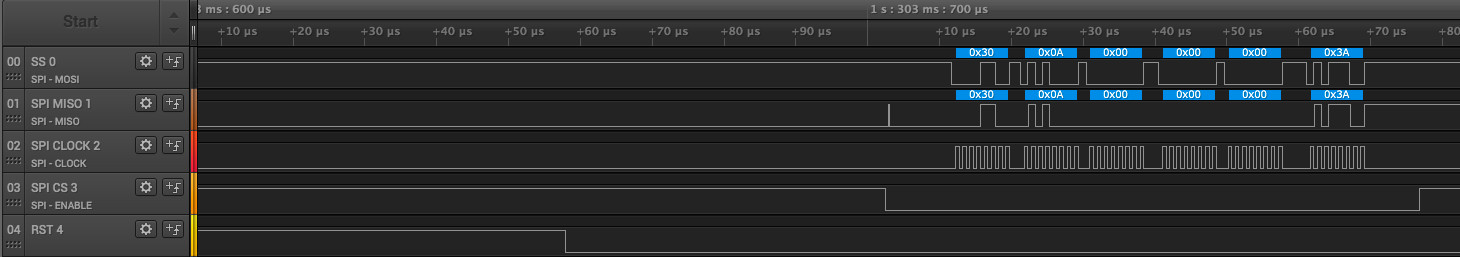 Start
3 ms : 600 µs
1 s : 303 ms : 700 µs
+10 µs +20 µs +30 µs +40 µs +50 µs +60 µs +70 µs +80 µs +90 µs +10 µs +20 µs +30 µs +40 µs +50 µs +60 µs +70 µs +80
00 SS 0
SPI - MOSI
0x30 0x0A 0x00 0x00 0x00 0x3A
01 SPI MISO 1
SPI - MISO
0x30 0x0A 0x00 0x00 0x00 0x3A
02 SPI CLOCK 2
SPI - CLOCK
03 SPI CS 3
SPI - ENABLE
04 RST 4